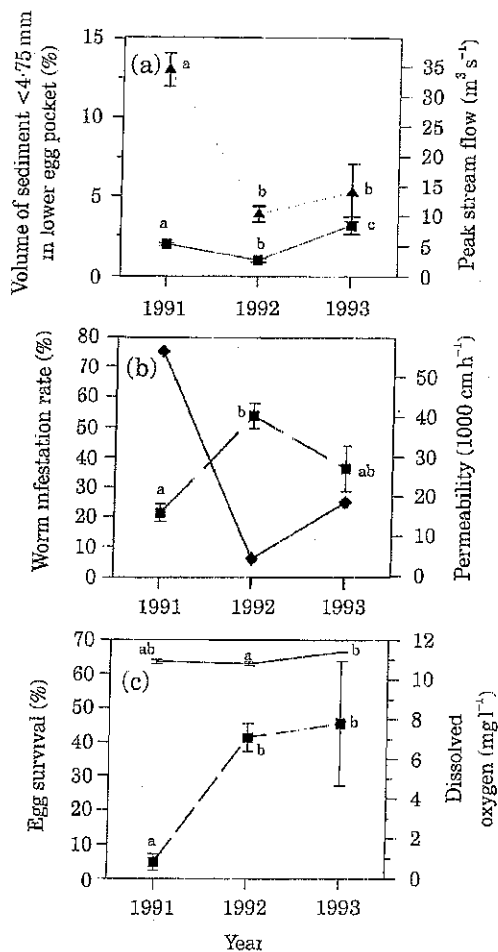 15
10
5
0
Volume of sediment <4·75 mm
in lower egg pocket (%)
(a)
a
a
b
b
b
c
35
30
25
20
15
10
5
0
Peak stream flow (m³ s⁻¹)
1991 1992 1993
80
70
60
50
40
30
20
10
0
Worm infestation rate (%)
(b)
a
b
ab
50
40
30
20
10
0
Permeability (1000 cm h⁻¹)
1991 1992 1993
70
60
50
40
30
20
10
0
Egg survival (%)
(c)
ab
a
b
a
b
b
12
10
8
6
4
2
0
Dissolved
oxygen (mg l⁻¹)
1991 1992 1993
Year